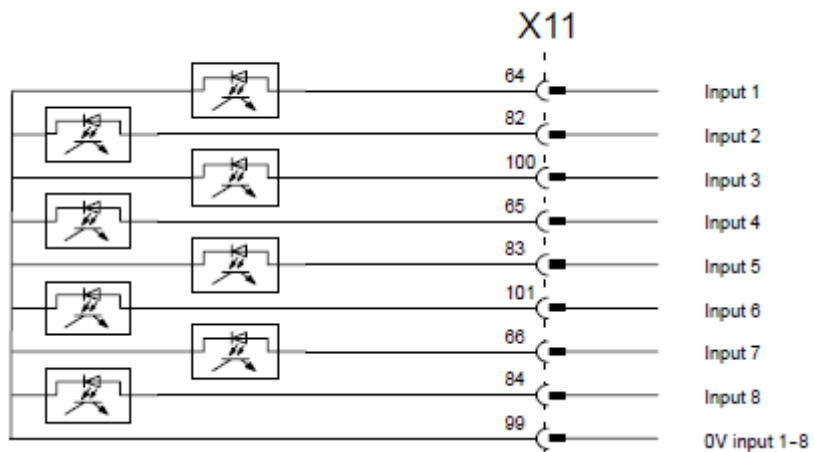 X11
64 Input 1
82 Input 2
100 Input 3
65 Input 4
83 Input 5
101 Input 6
66 Input 7
84 Input 8
99 0V input 1-8